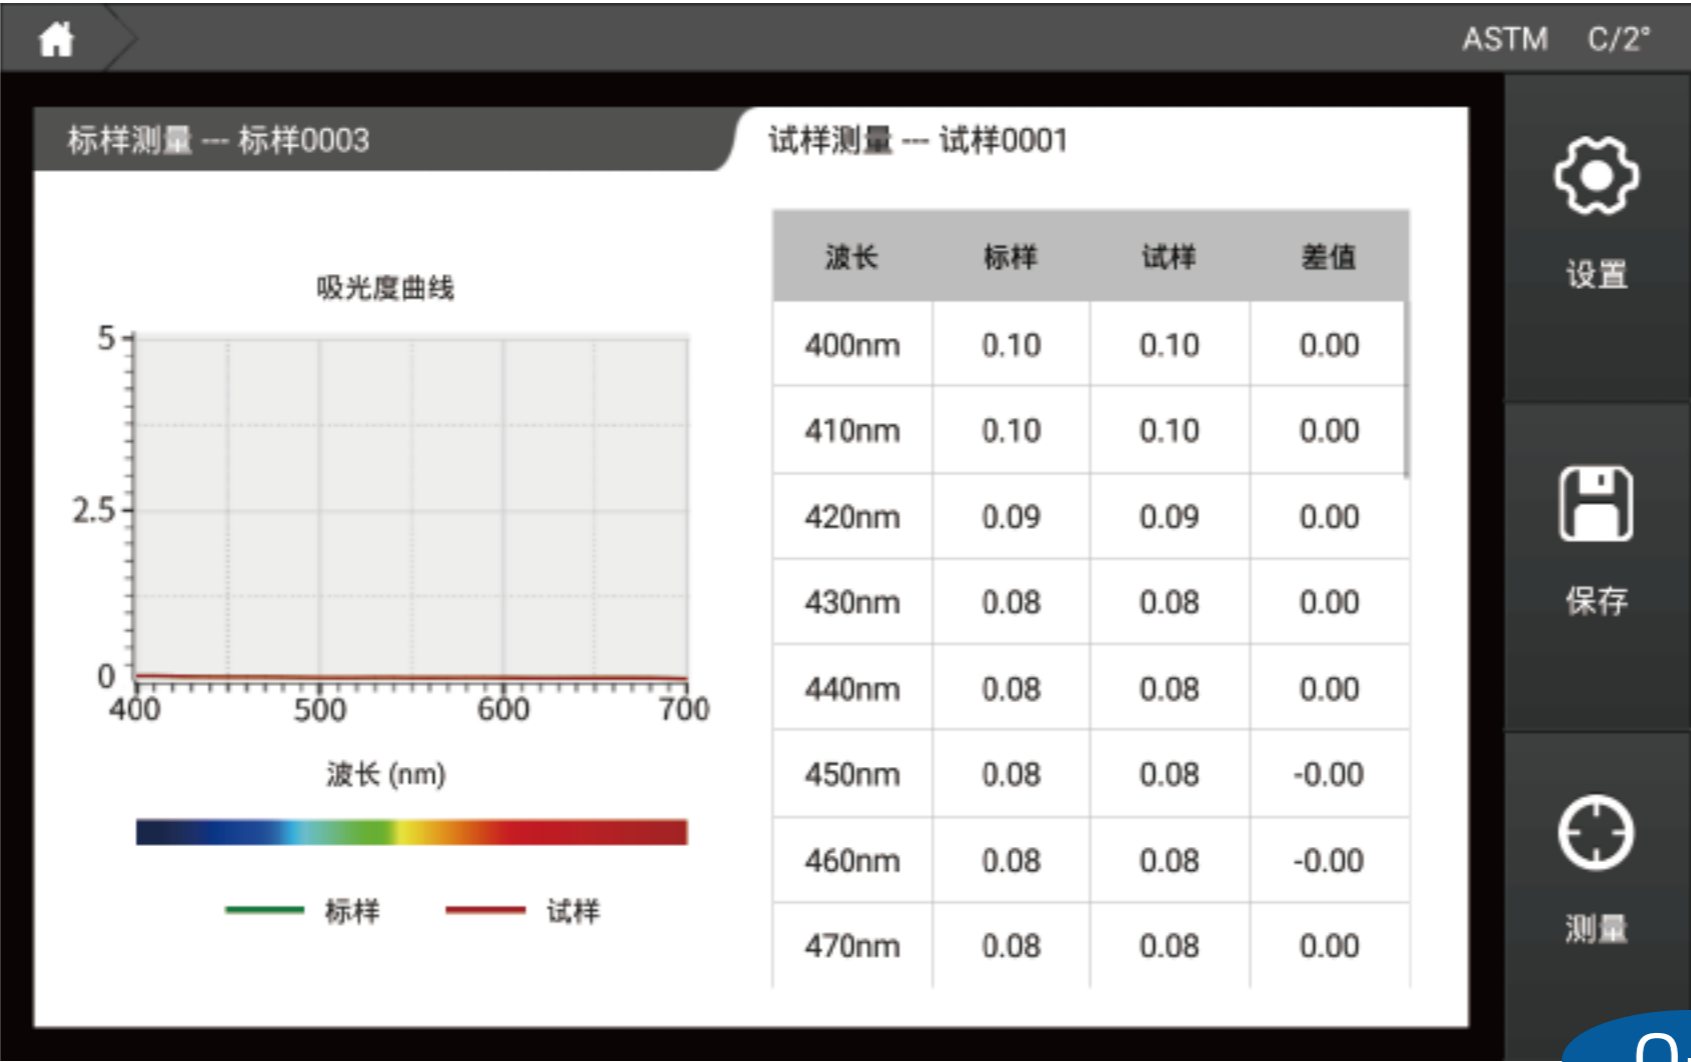 ASTM C/2°
标样测量 --- 标样0003
试样测量 --- 试样0001
吸光度曲线
5
2.5
0
400 500 600 700
波长 (nm)
标样 试样
波长 标样 试样 差值
400nm 0.10 0.10 0.00
410nm 0.10 0.10 0.00
420nm 0.09 0.09 0.00
430nm 0.08 0.08 0.00
440nm 0.08 0.08 0.00
450nm 0.08 0.08 -0.00
460nm 0.08 0.08 -0.00
470nm 0.08 0.08 0.00
设置
保存
测量